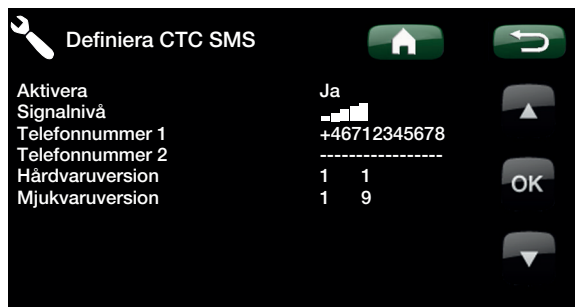 Definiera CTC SMS
Aktivera Ja
Signalnivå
Telefonnummer 1 +46712345678
Telefonnummer 2 -----------------
Hårdvaruversion 1 1
Mjukvaruversion 1 9
OK